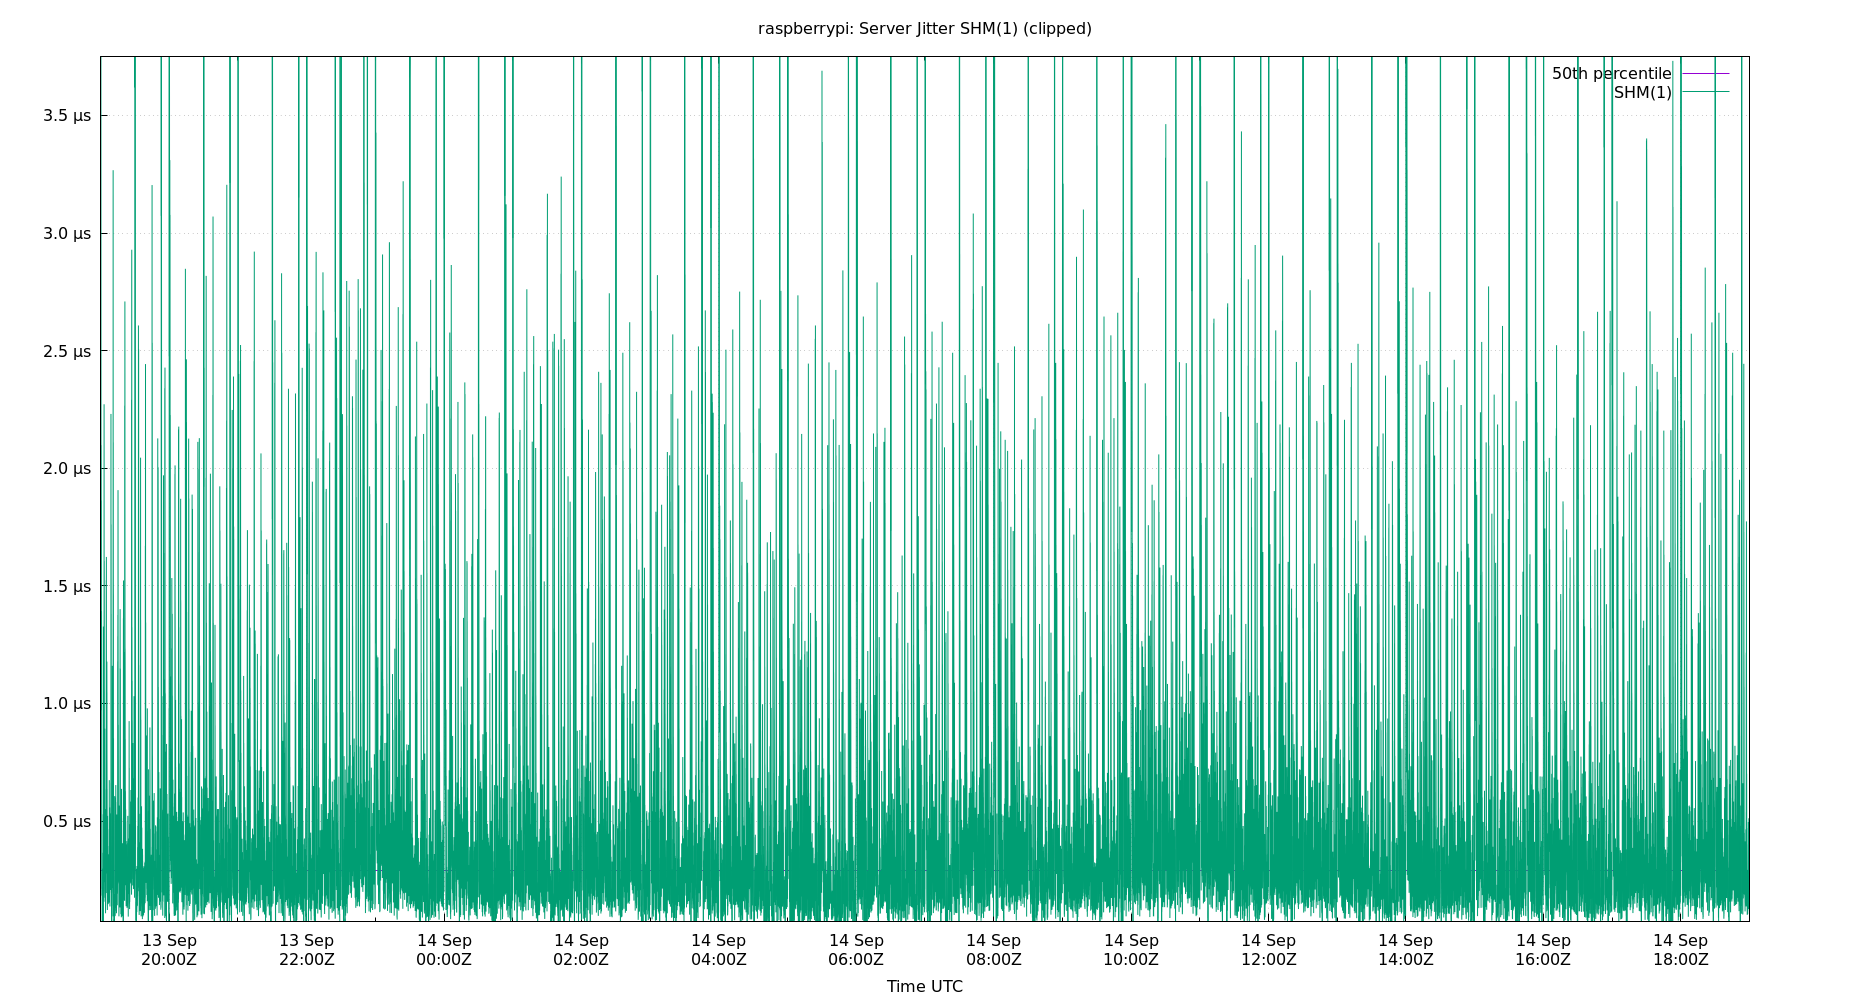 raspberrypi: Server Jitter SHM(1) (clipped)
50th percentile
SHM(1)
3.5 µs
3.0 µs
2.5 µs
2.0 µs
1.5 µs
1.0 µs
0.5 µs
13 Sep 13 Sep 14 Sep 14 Sep 14 Sep 14 Sep 14 Sep 14 Sep 14 Sep 14 Sep 14 Sep 14 Sep
20:00Z 22:00Z 00:00Z 02:00Z 04:00Z 06:00Z 08:00Z 10:00Z 12:00Z 14:00Z 16:00Z 18:00Z
Time UTC